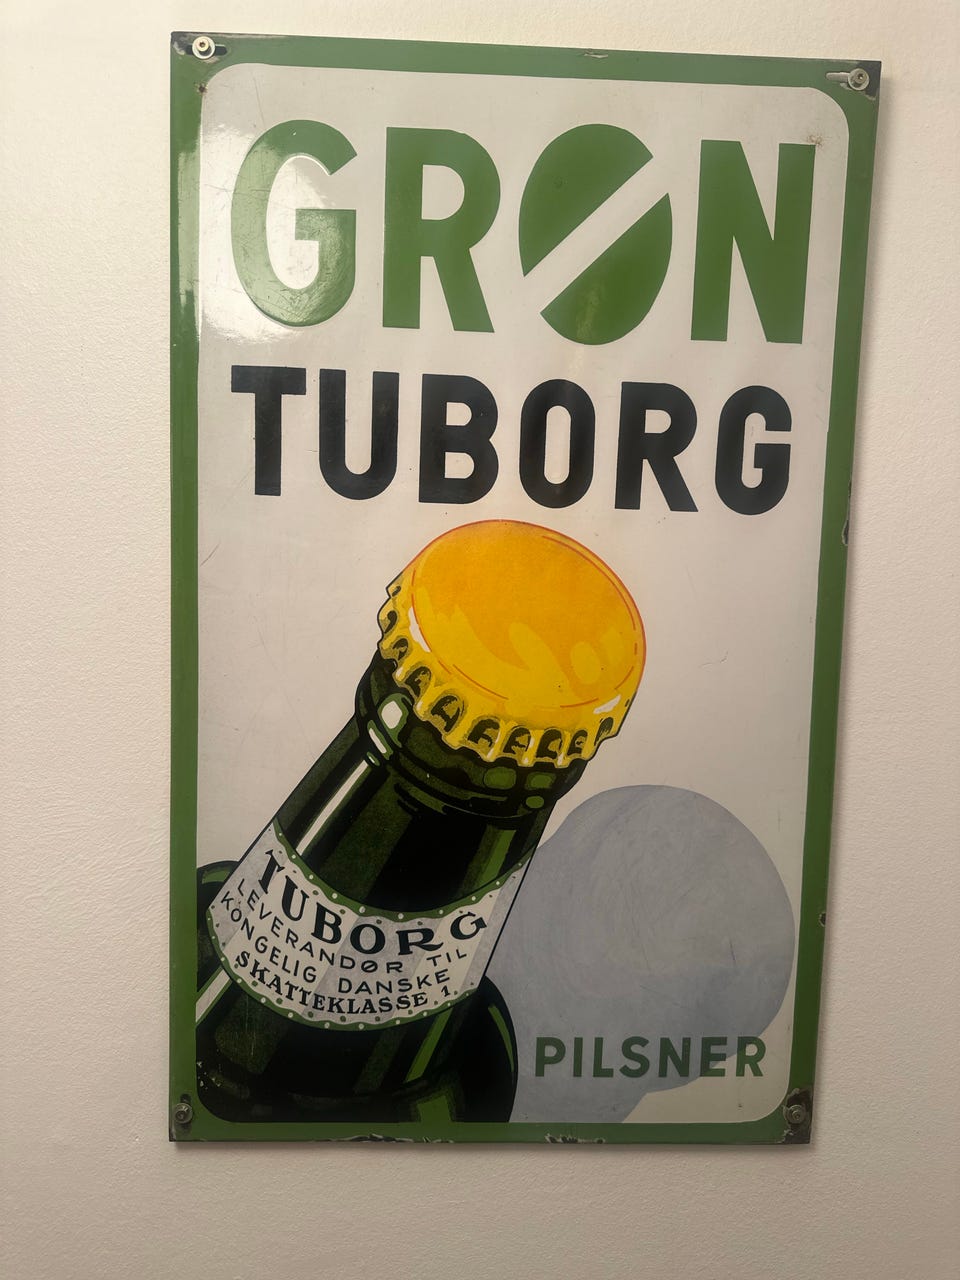 GRØN
TUBORG
TUBORG
LEVERANDØR TIL
KONGELIG DANSKE
SKATTEKLASSE 1.
PILSNER